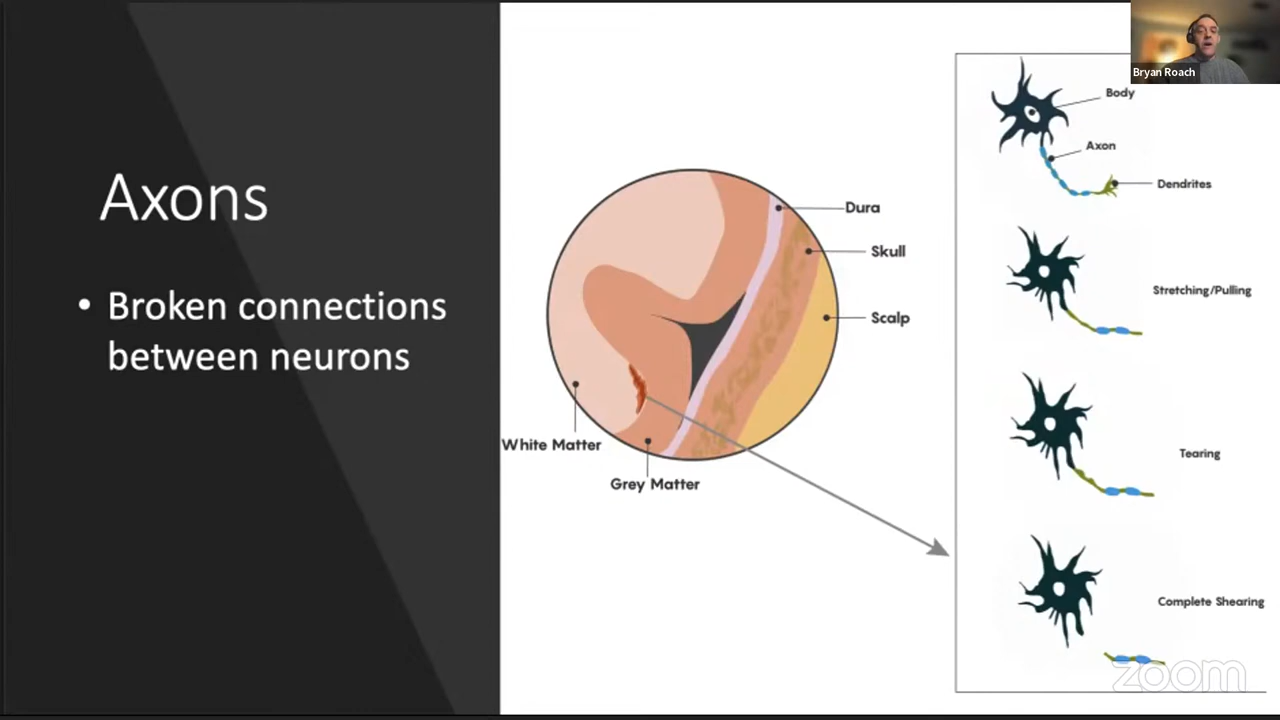 Axons
• Broken connections
between neurons
Dura
Skull
Scalp
White Matter
Grey Matter
Body
Axon
Dendrites
Stretching/Pulling
Tearing
Complete Shearing
Bryan Roach
zoom